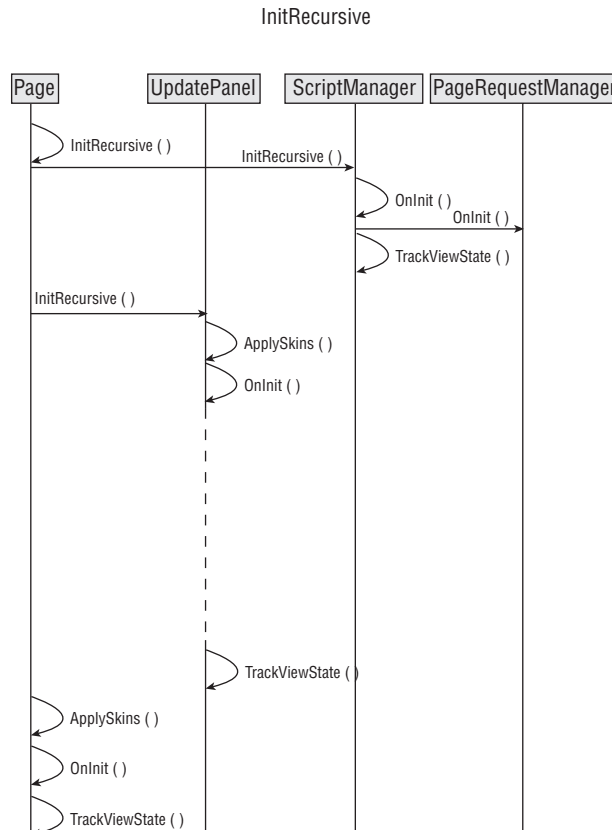 InitRecursive
Page UpdatePanel ScriptManager PageRequestManager
InitRecursive ( )
InitRecursive ( )
OnInit ( )
OnInit ( )
TrackViewState ( )
InitRecursive ( )
ApplySkins ( )
OnInit ( )
TrackViewState ( )
ApplySkins ( )
OnInit ( )
TrackViewState ( )